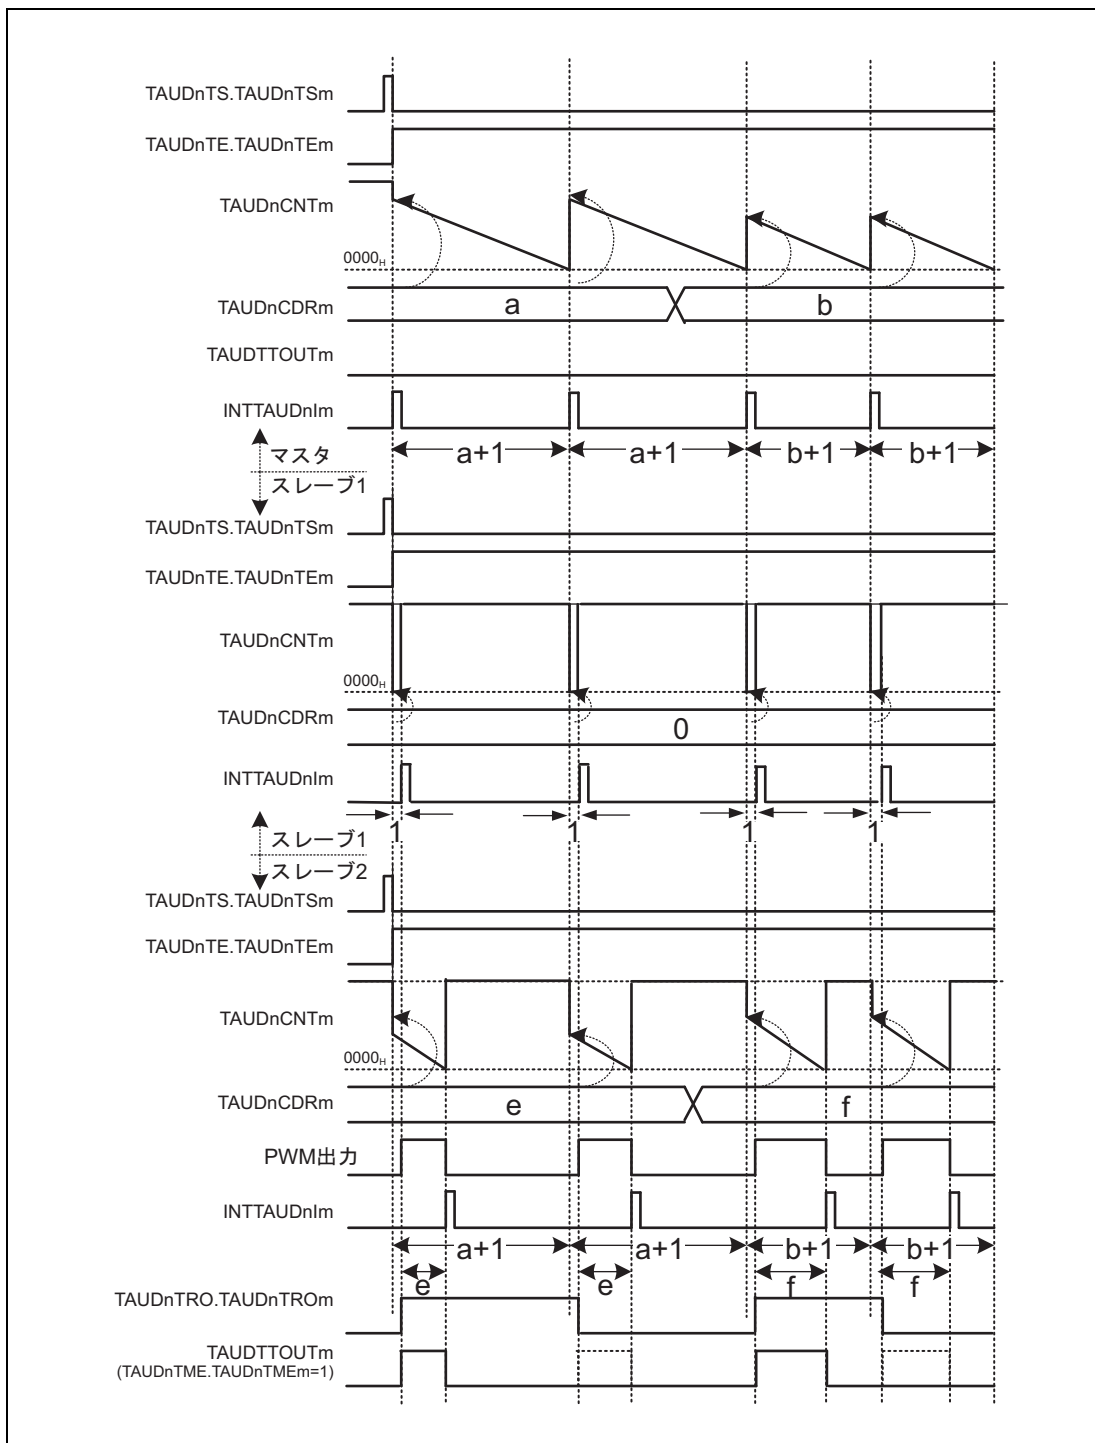 TAUDnTS.TAUDnTSm
TAUDnTE.TAUDnTEm
TAUDnCNTm
0000H
TAUDnCDRm
a
b
TAUDTTOUTm
INTTAUDnIm
a+1
a+1
b+1
b+1
マスタ
スレーブ1
TAUDnTS.TAUDnTSm
TAUDnTE.TAUDnTEm
TAUDnCNTm
0000H
TAUDnCDRm
0
INTTAUDnIm
1
1
1
1
スレーブ1
スレーブ2
TAUDnTS.TAUDnTSm
TAUDnTE.TAUDnTEm
TAUDnCNTm
0000H
TAUDnCDRm
e
f
PWM出力
INTTAUDnIm
a+1
a+1
b+1
b+1
e
e
f
f
TAUDnTRO.TAUDnTROm
TAUDTTOUTm
(TAUDnTME.TAUDnTMEm=1)